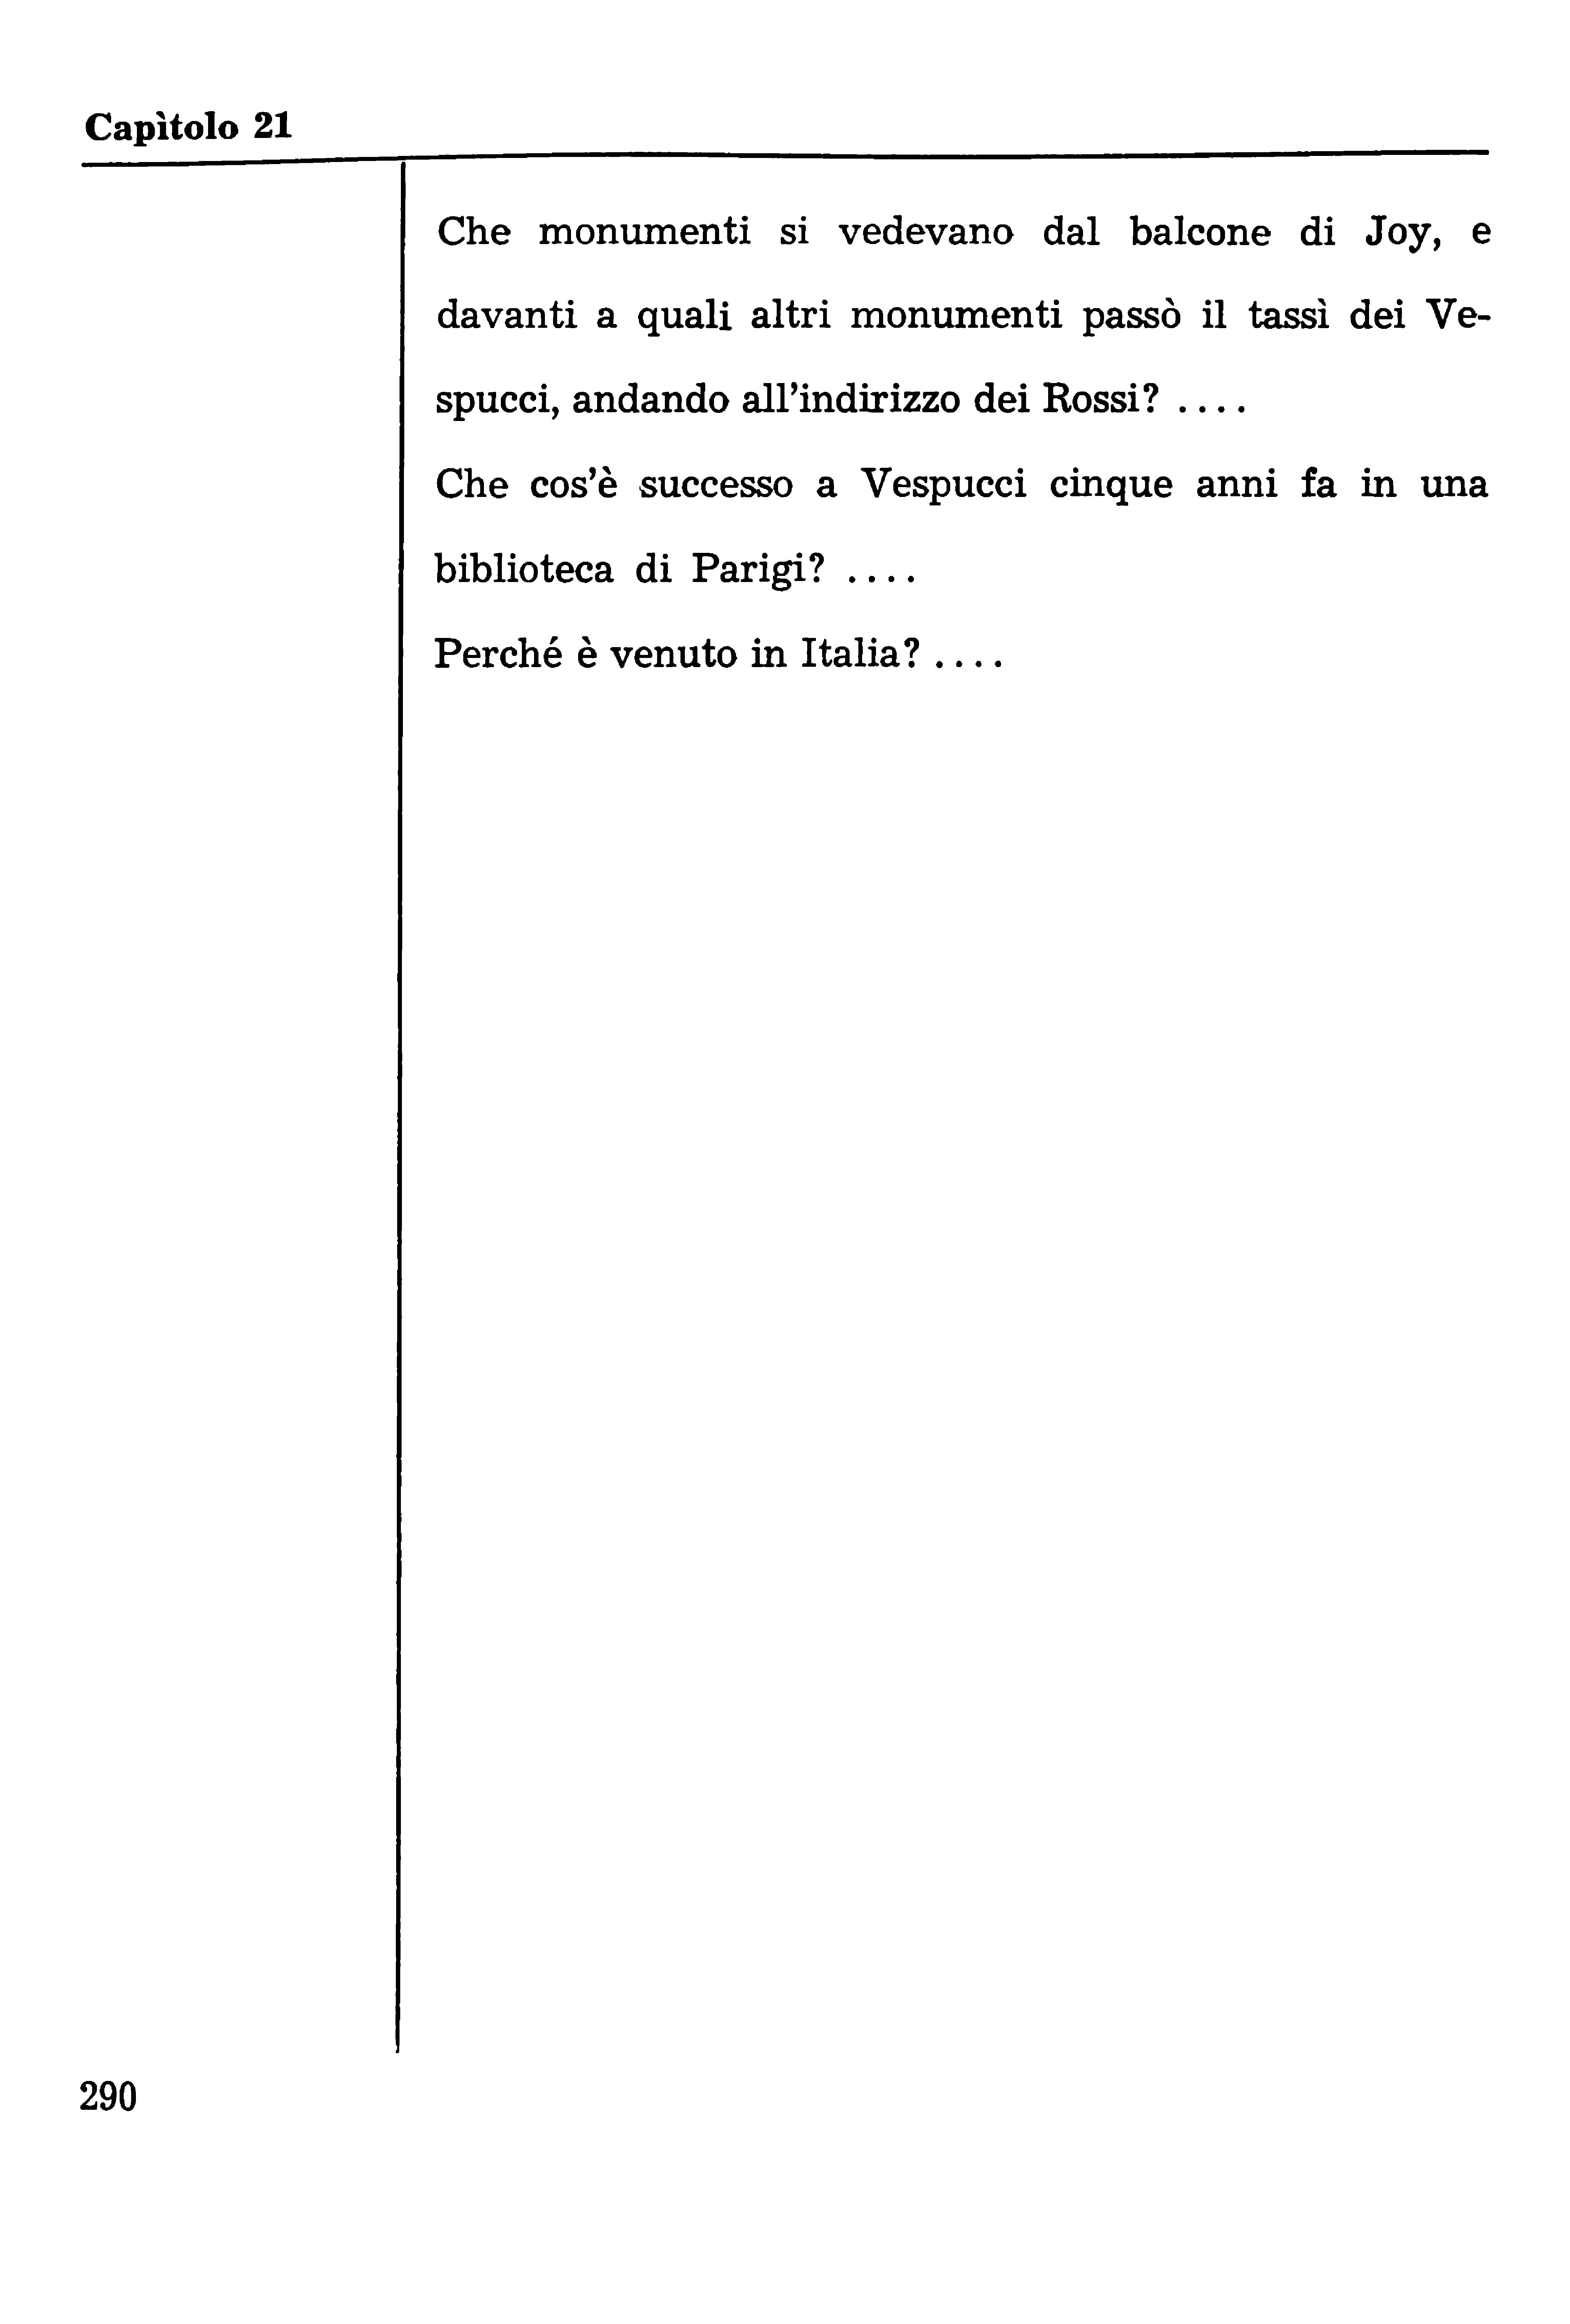 Capìtolo 21
Che monumenti si vedevano dal balcone di Joy, e
davanti a quali altri monumenti passò il tassì dei Ve-
spucci, andando all'indirizzo dei Rossi? ....
Che cos'è successo a Vespucci cinque anni fa in una
biblioteca di Parigi? ....
Perché è venuto in Italia? ....
290